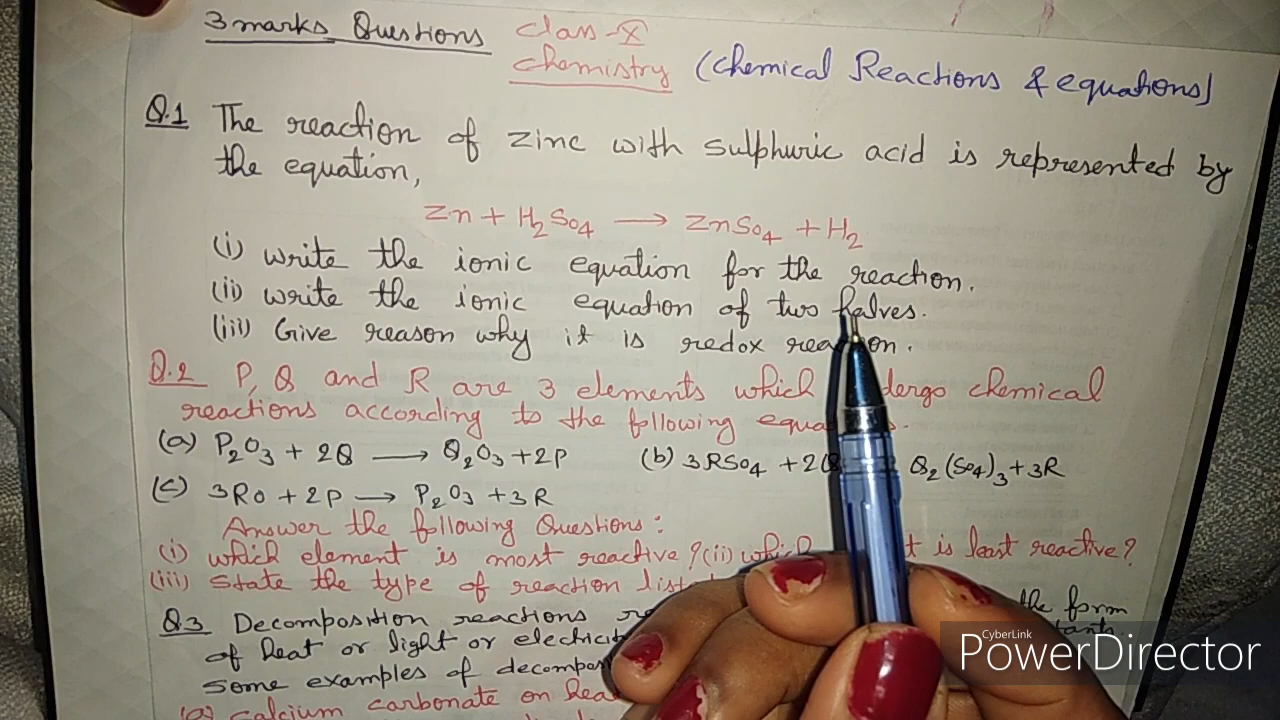 3 marks Questions class-X
chemistry (chemical Reactions & equations)
Q.1 The reaction of zinc with sulphuric acid is represented by
the equation,
Zn + H₂SO₄ → ZnSO₄ + H₂
(i) write the ionic equation for the reaction.
(ii) write the ionic equation of two halves.
(iii) Give reason why it is redox reaction.
Q.2 P, Q and R are 3 elements which undergo chemical
reactions according to the following
(a) P₂O₃ + 2Q → Q₂O₃ + 2P (b) 3RSO₄ + 2Q Q₂(SO₄)₃ + 3R
(c) 3RO + 2P → P₂O₃ + 3R
Answer the following Questions:
(i) which element is most reactive? (ii) which is least reactive?
(iii) State the type of reaction
Q3 Decomposition reactions the form
of heat or light or
some examples of
(a) calcium carbonate on
CyberLink
PowerDirector